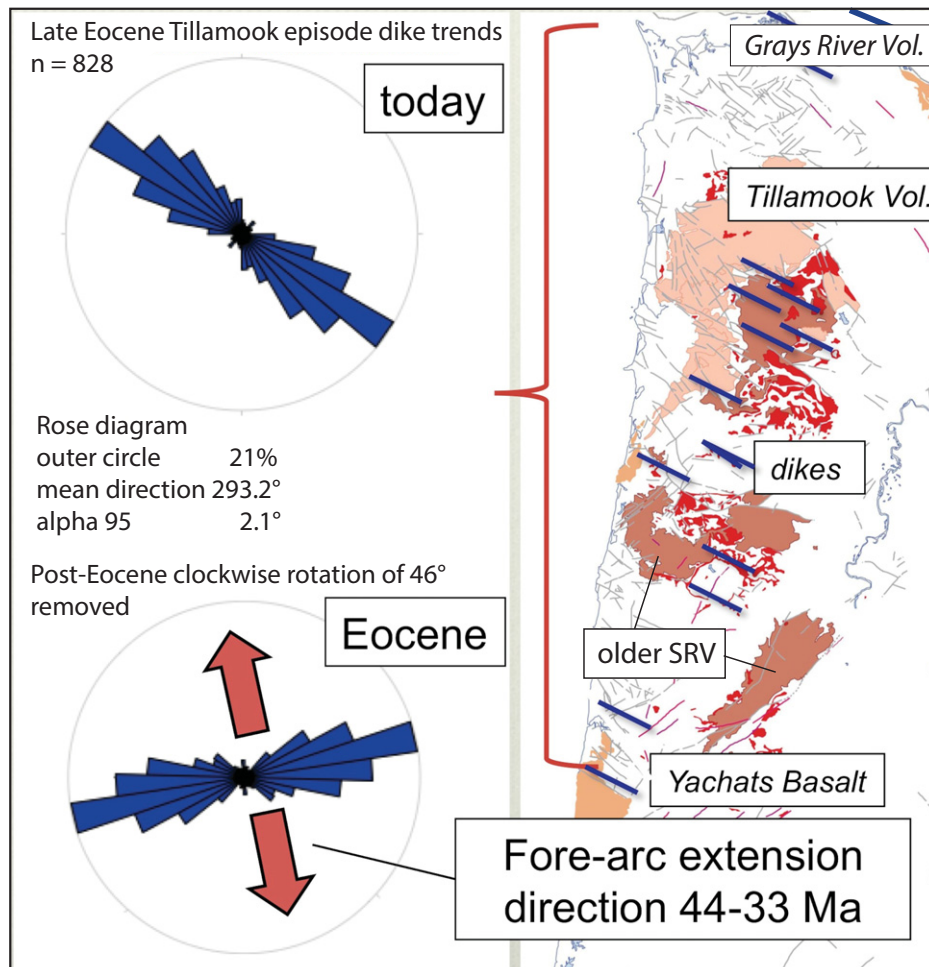 Late Eocene Tillamook episode dike trends
n = 828
today
Rose diagram
outer circle 21%
mean direction 293.2°
alpha 95 2.1°
Post-Eocene clockwise rotation of 46°
removed
Eocene
Grays River Vol.
Tillamook Vol.
dikes
older SRV
Yachats Basalt
Fore-arc extension
direction 44-33 Ma